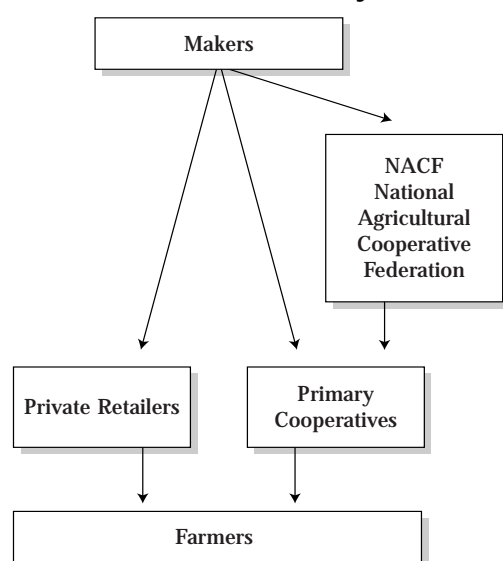 Makers
NACF
National
Agricultural
Cooperative
Federation
Private Retailers
Primary
Cooperatives
Farmers